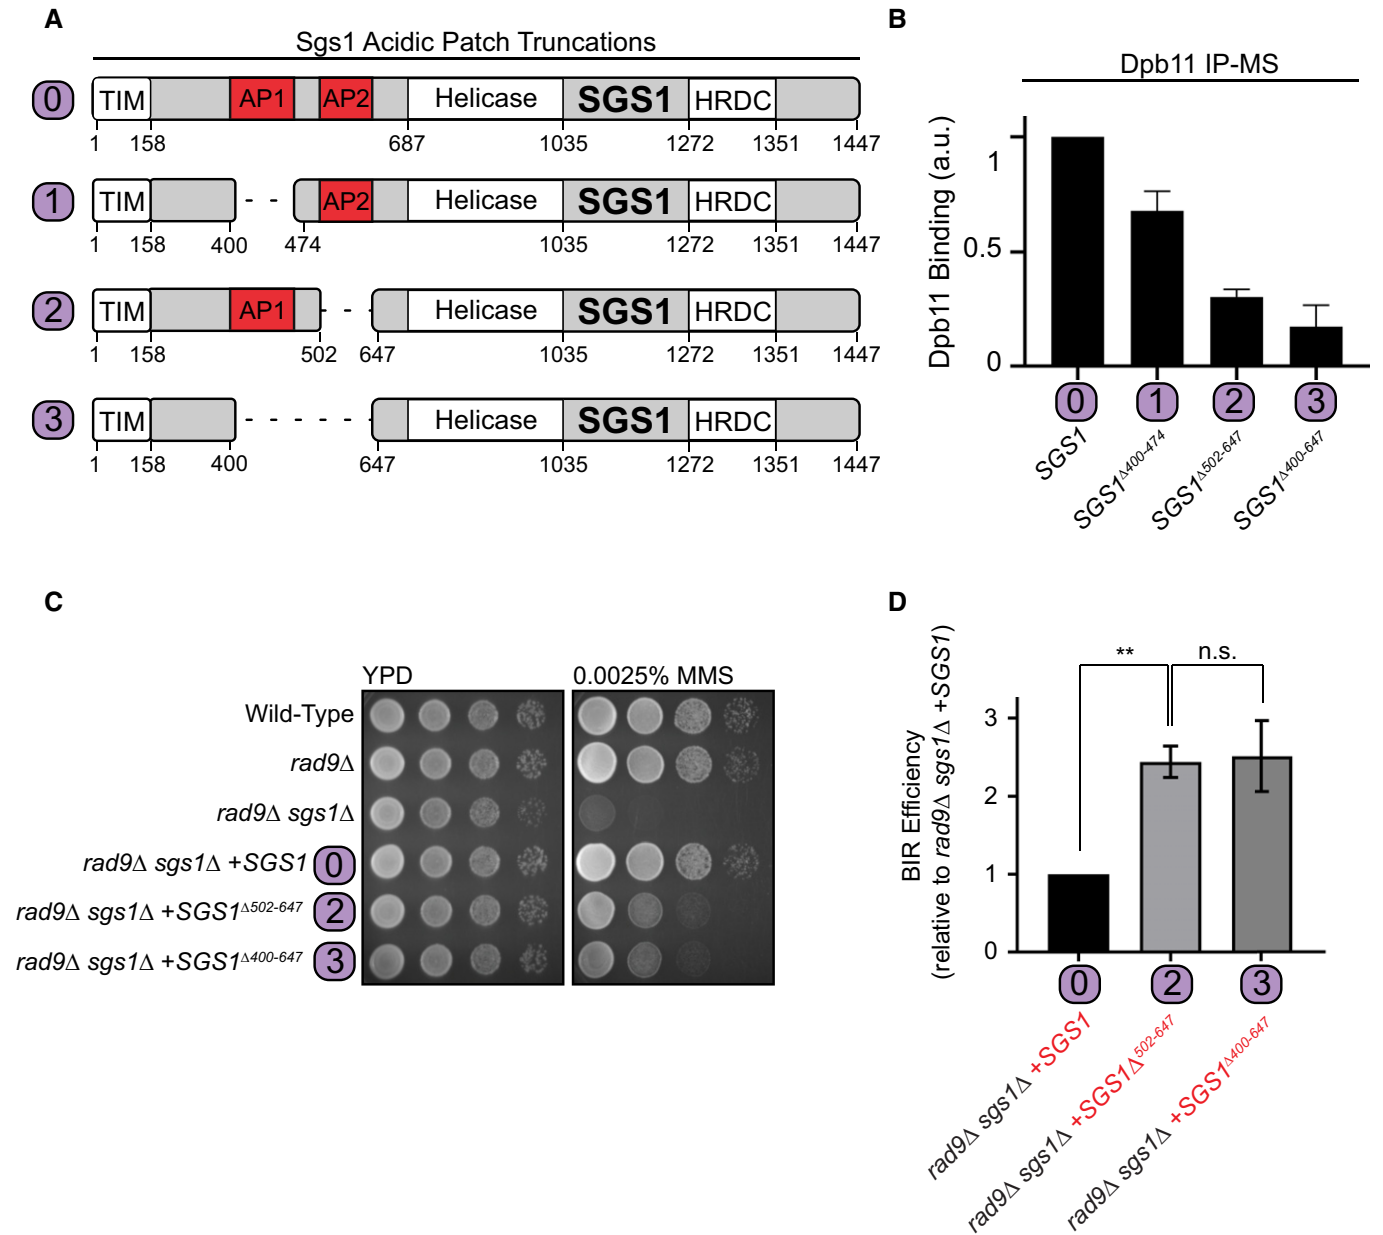 A
Sgs1 Acidic Patch Truncations
0
TIM AP1 AP2 Helicase SGS1 HRDC
1 158 687 1035 1272 1351 1447
1
TIM - - AP2 Helicase SGS1 HRDC
1 158 400 474 1035 1272 1351 1447
2
TIM AP1 - - - Helicase SGS1 HRDC
1 158 502 647 1035 1272 1351 1447
3
TIM - - - - - - Helicase SGS1 HRDC
1 158 400 647 1035 1272 1351 1447
B
Dpb11 IP-MS
Dpb11 Binding (a.u.)
1
0.5
0
0 1 2 3
SGS1
SGS1Δ400-474
SGS1Δ502-647
SGS1Δ400-647
C
YPD 0.0025% MMS
Wild-Type
rad9Δ
rad9Δ sgs1Δ
rad9Δ sgs1Δ +SGS1 0
rad9Δ sgs1Δ +SGS1Δ502-647 2
rad9Δ sgs1Δ +SGS1Δ400-647 3
D
BIR Efficiency
(relative to rad9Δ sgs1Δ +SGS1)
** n.s.
3
2
1
0
0 2 3
rad9Δ sgs1Δ +SGS1
rad9Δ sgs1Δ +SGS1Δ502-647
rad9Δ sgs1Δ +SGS1Δ400-647